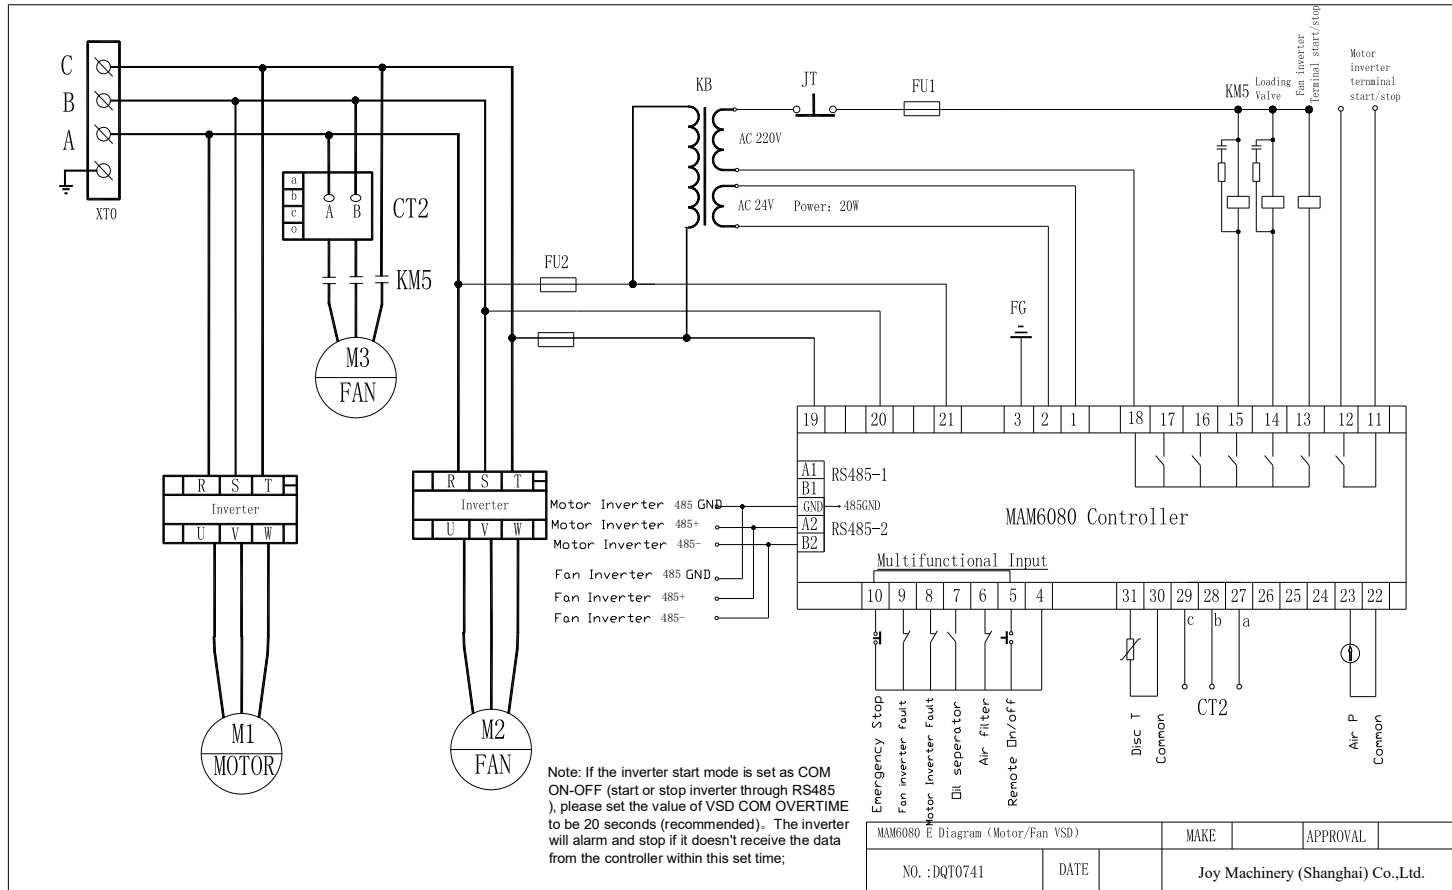 C
B
A
XT0
a
b
c
o
A B
CT2
KM5
M3
FAN
R S T
Inverter
U V W
M1
MOTOR
R S T
Inverter
U V W
M2
FAN
FU2
KB
AC 220V
AC 24V Power: 20W
JT
FU1
KM5
Loading
Valve
Fan inverter
Terminal start/stop
Motor
inverter
ternminal
start/stop
FG
19 20 21 3 2 1 18 17 16 15 14 13 12 11
A1
B1
GND
A2
B2
RS485-1
485GND
RS485-2
MAM6080 Controller
Motor Inverter 485 GND
Motor Inverter 485+
Motor Inverter 485-
Fan Inverter 485 GND
Fan Inverter 485+
Fan Inverter 485-
Multifunctional Input
10 9 8 7 6 5 4 31 30 29 28 27 26 25 24 23 22
c b a
CT2
Emergency Stop
Fan inverter fault
Motor Inverter Fault
Oil seperator
Air filter
Remote On/off
Disc T
Common
Air P
Common
Note: If the inverter start mode is set as COM
ON-OFF (start or stop inverter through RS485
), please set the value of VSD COM OVERTIME
to be 20 seconds (recommended)。The inverter
will alarm and stop if it doesn't receive the data
from the controller within this set time;
MAM6080 E Diagram (Motor/Fan VSD) MAKE APPROVAL
NO.:DQT0741 DATE Joy Machinery (Shanghai) Co.,Ltd.